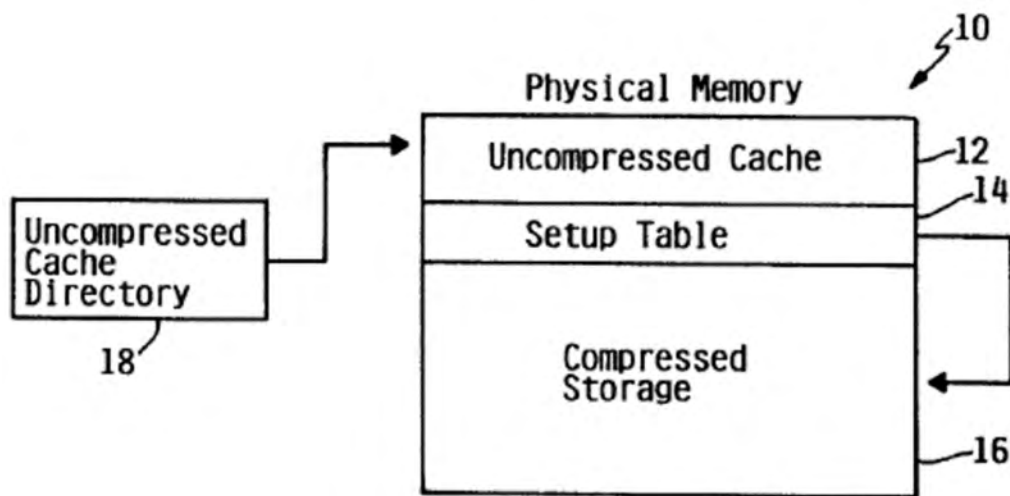 10
Physical Memory
Uncompressed Cache
12
14
Setup Table
Uncompressed
Cache
Directory
18
Compressed
Storage
16